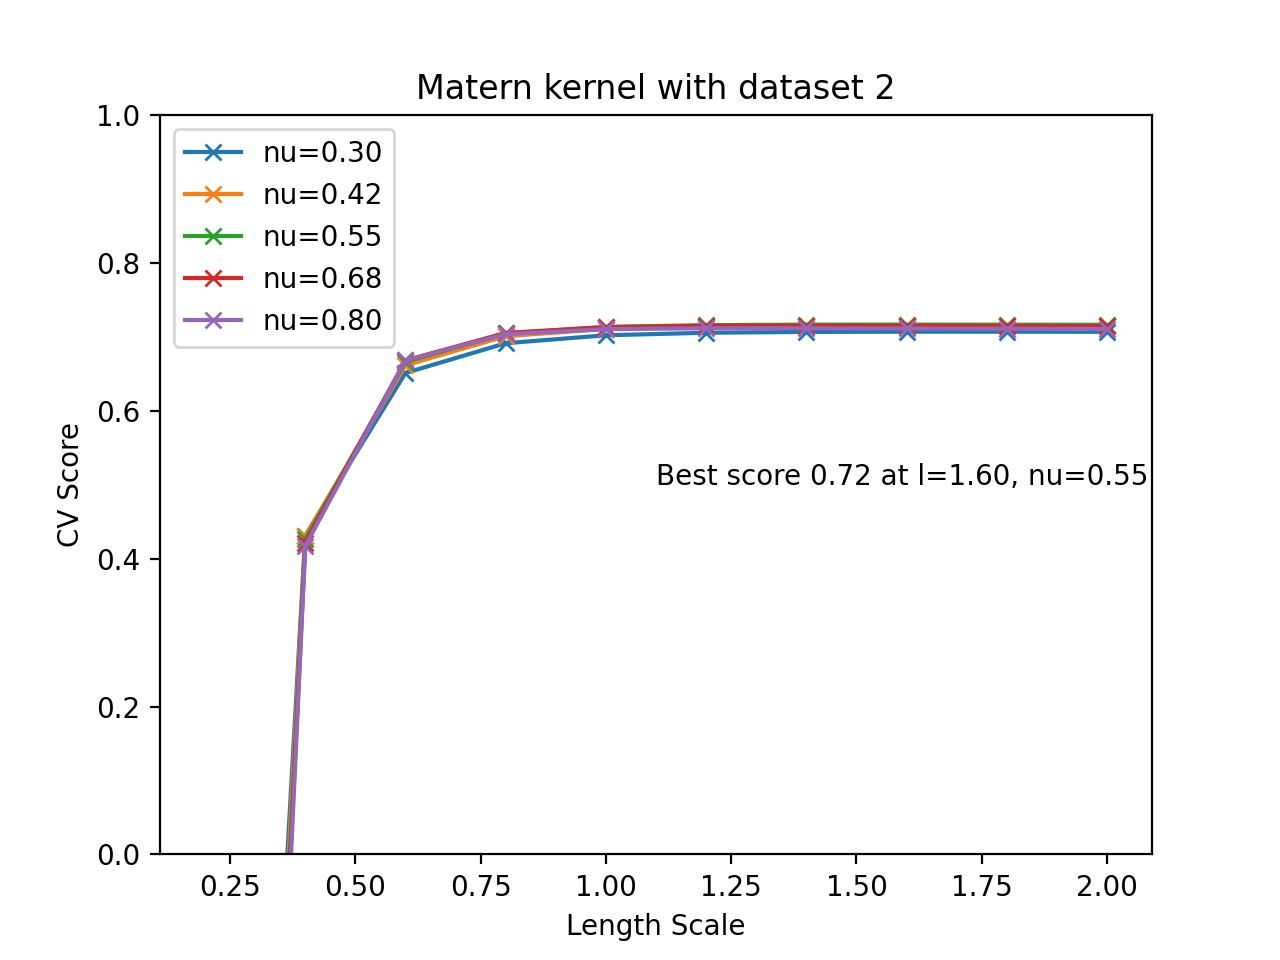 Matern kernel with dataset 2
1.0
0.8
0.6
0.4
0.2
0.0
CV Score
nu=0.30
nu=0.42
nu=0.55
nu=0.68
nu=0.80
Best score 0.72 at l=1.60, nu=0.55
0.25 0.50 0.75 1.00 1.25 1.50 1.75 2.00
Length Scale